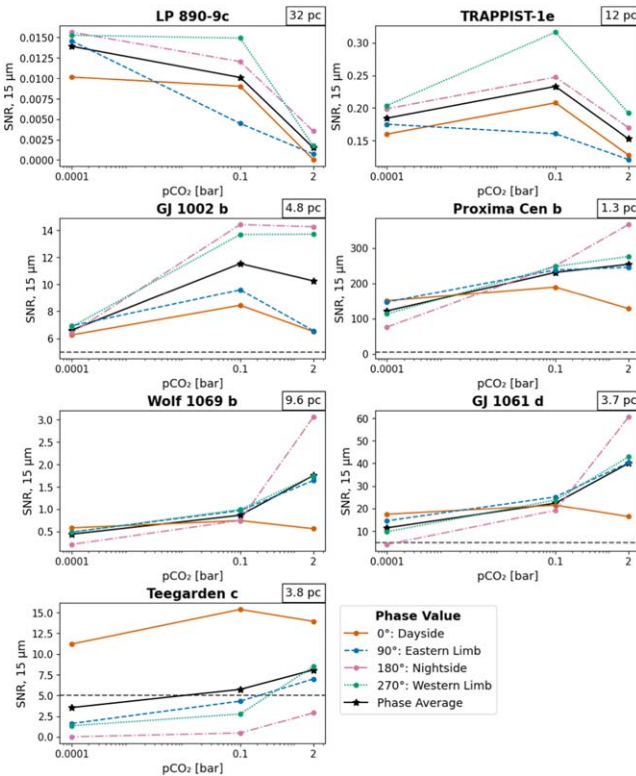 LP 890-9c
32 pc
TRAPPIST-1e
12 pc
SNR, 15 μm
0.0150
0.0125
0.0100
0.0075
0.0050
0.0025
0.0000
0.0001
0.1
2
pCO₂ [bar]
SNR, 15 μm
0.30
0.25
0.20
0.15
0.0001
0.1
2
pCO₂ [bar]
GJ 1002 b
4.8 pc
Proxima Cen b
1.3 pc
SNR, 15 μm
14
12
10
8
6
0.0001
0.1
2
pCO₂ [bar]
SNR, 15 μm
300
200
100
0
0.0001
0.1
2
pCO₂ [bar]
Wolf 1069 b
9.6 pc
GJ 1061 d
3.7 pc
SNR, 15 μm
3.0
2.5
2.0
1.5
1.0
0.5
0.0001
0.1
2
pCO₂ [bar]
SNR, 15 μm
60
50
40
30
20
10
0.0001
0.1
2
pCO₂ [bar]
Teegarden c
3.8 pc
SNR, 15 μm
15.0
12.5
10.0
7.5
5.0
2.5
0.0
0.0001
0.1
2
pCO₂ [bar]
Phase Value
0°: Dayside
90°: Eastern Limb
180°: Nightside
270°: Western Limb
Phase Average